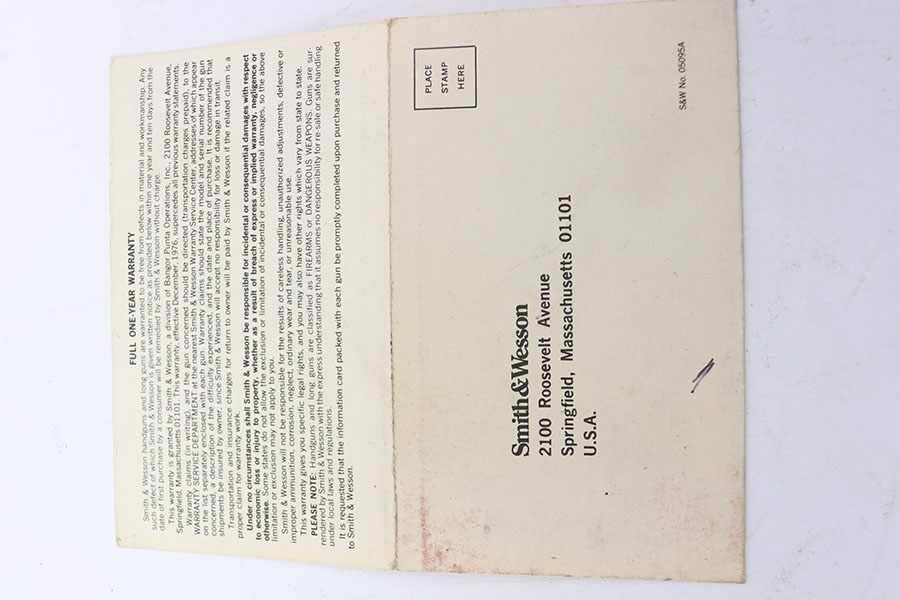 FULL ONE-YEAR WARRANTY
Smith & Wesson handguns and long guns are warranted to be free from defects in material and workmanship. Any
such defect of which Smith & Wesson is given written notice as provided below within one year and ten days from the
date of first purchase by a consumer will be remedied by Smith & Wesson without charge.
This warranty is granted by Smith & Wesson, a division of Bangor Punta Operations, Inc., 2100 Roosevelt Avenue,
Springfield, Massachusetts 01101. This warranty, effective December, 1976, supercedes all previous warranty statements.
Warranty claims (in writing), and the gun concerned should be directed (transportation charges prepaid), to the
WARRANTY SERVICE DEPARTMENT at the nearest Smith & Wesson Warranty Service Center, addresses of which appear
on the list separately enclosed with each gun. Warranty claims should state the model and serial number of the gun
concerned, a description of the difficulty experienced, and the date and place of purchase. It is recommended that
shipments be insured by owner, since Smith & Wesson will accept no responsibility for loss or damage in transit.
Transportation and insurance charges for return to owner will be paid by Smith & Wesson if the related claim is a
proper claim for warranty work.
Under no circumstances shall Smith & Wesson be responsible for incidental or consequential damages with respect
to economic loss or injury to property, whether as a result of breach of express or implied warranty, negligence or
otherwise. Some states do not allow the exclusion or limitation of incidental or consequential damages, so the above
limitation or exclusion may not apply to you.
Smith & Wesson will not be responsible for the results of careless handling, unauthorized adjustments, defective or
improper ammunition, corrosion, neglect, ordinary wear and tear, or unreasonable use.
This warranty gives you specific legal rights, and you may also have other rights which vary from state to state.
PLEASE NOTE: Handguns and long guns are classified as FIREARMS or DANGEROUS WEAPONS. Guns are sur-
rendered by Smith & Wesson with the express understanding that it assumes no responsibility for re-sale or safe handling
under local laws and regulations.
It is requested that the information card packed with each gun be promptly completed upon purchase and returned
to Smith & Wesson.
PLACE
STAMP
HERE
Smith & Wesson
2100 Roosevelt Avenue
Springfield, Massachusetts 01101
U.S.A.
S&W No. 05095A